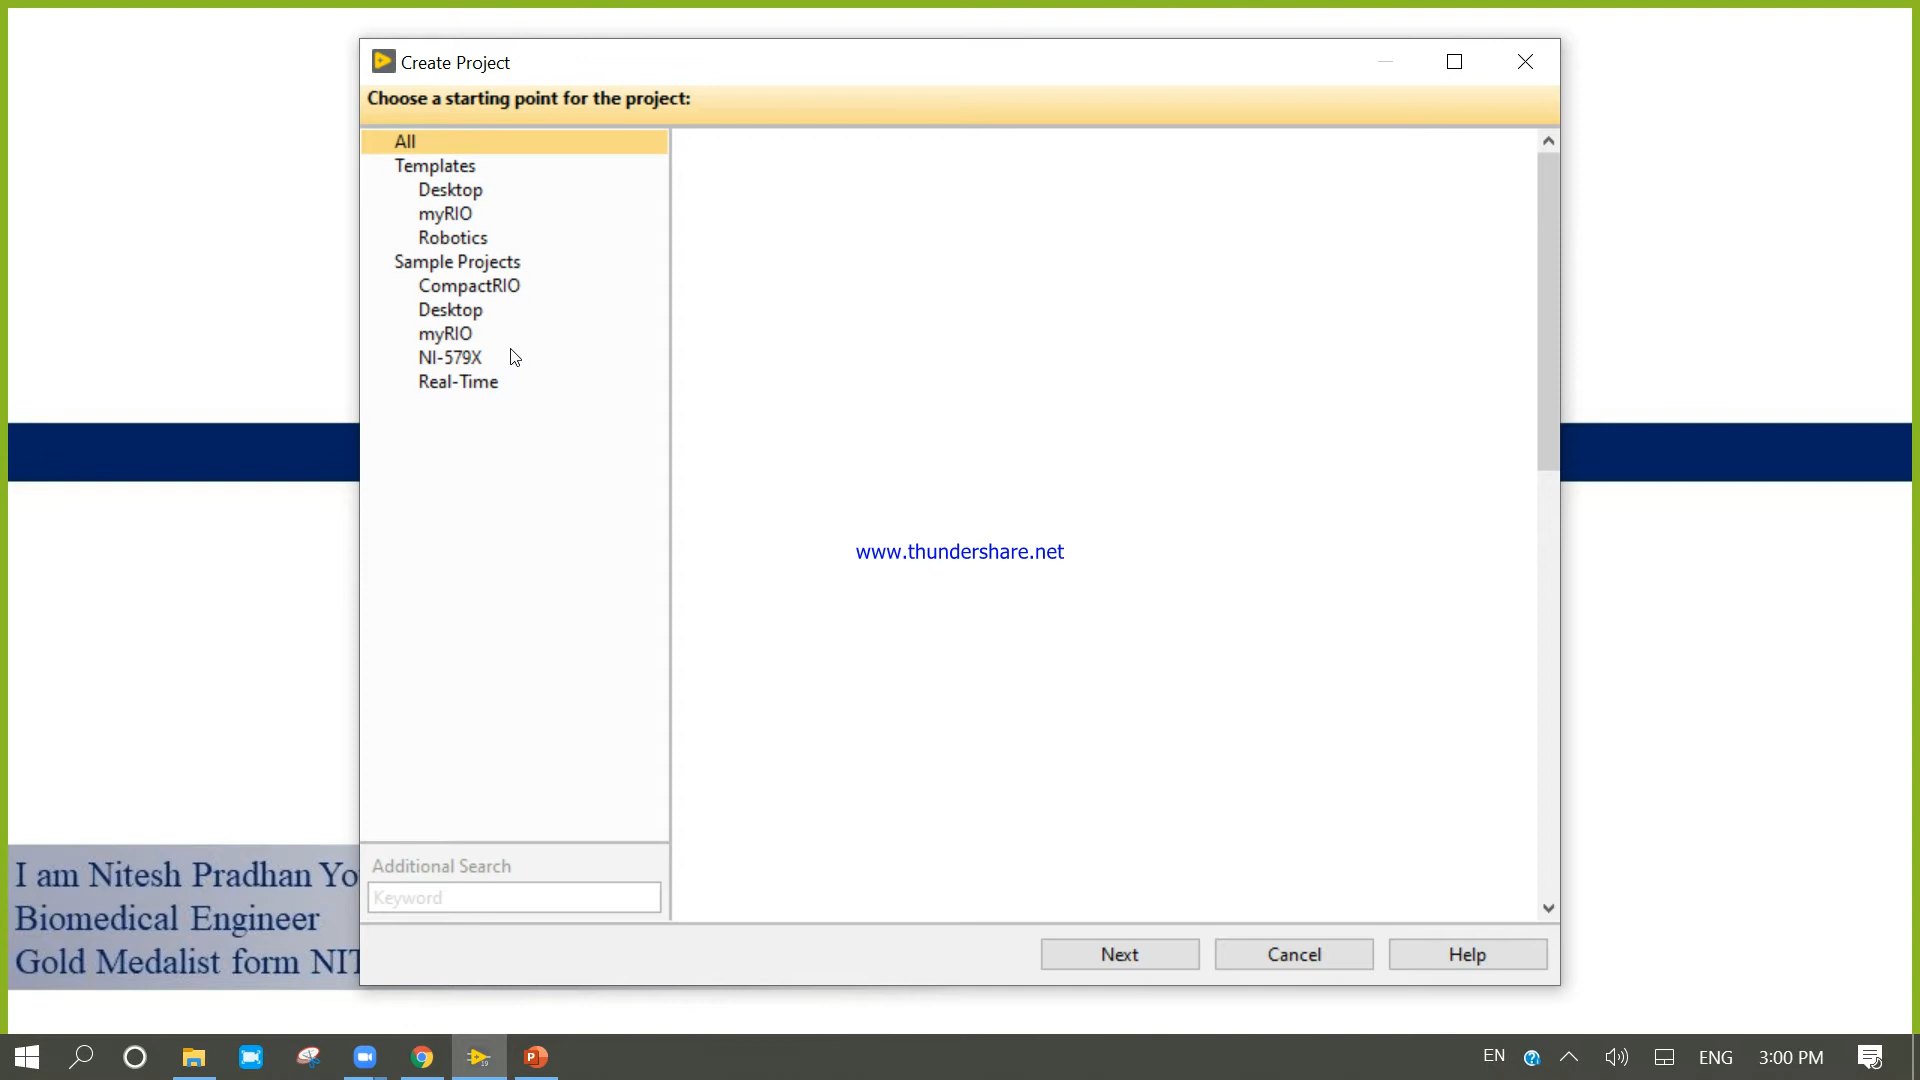 Create Project
Choose a starting point for the project:
All
Templates
Desktop
myRIO
Robotics
Sample Projects
CompactRIO
Desktop
myRIO
NI-579X
Real-Time
www.thundershare.net
Additional Search
Keyword
I am Nitesh Pradhan Yo
Biomedical Engineer
Gold Medalist form NIT
Next Cancel Help
EN ENG 3:00 PM